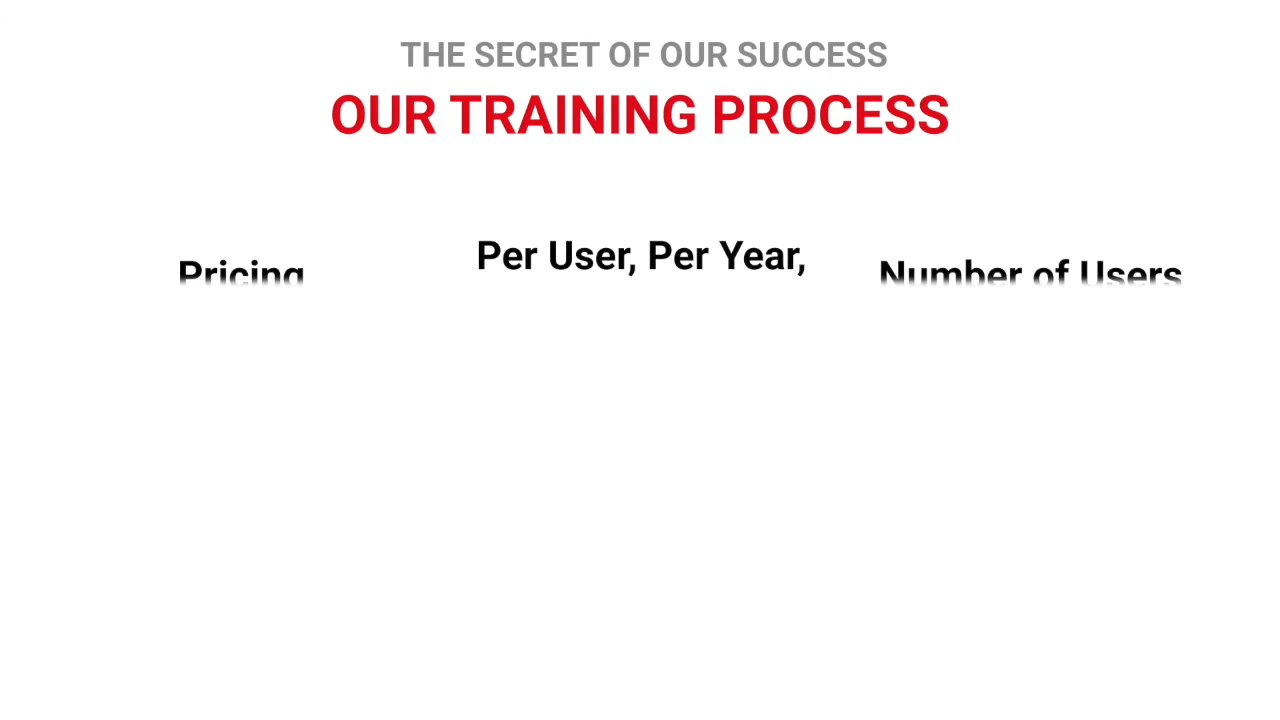 THE SECRET OF OUR SUCCESS
OUR TRAINING PROCESS
Per User, Per Year,
Pricing
Number of Users